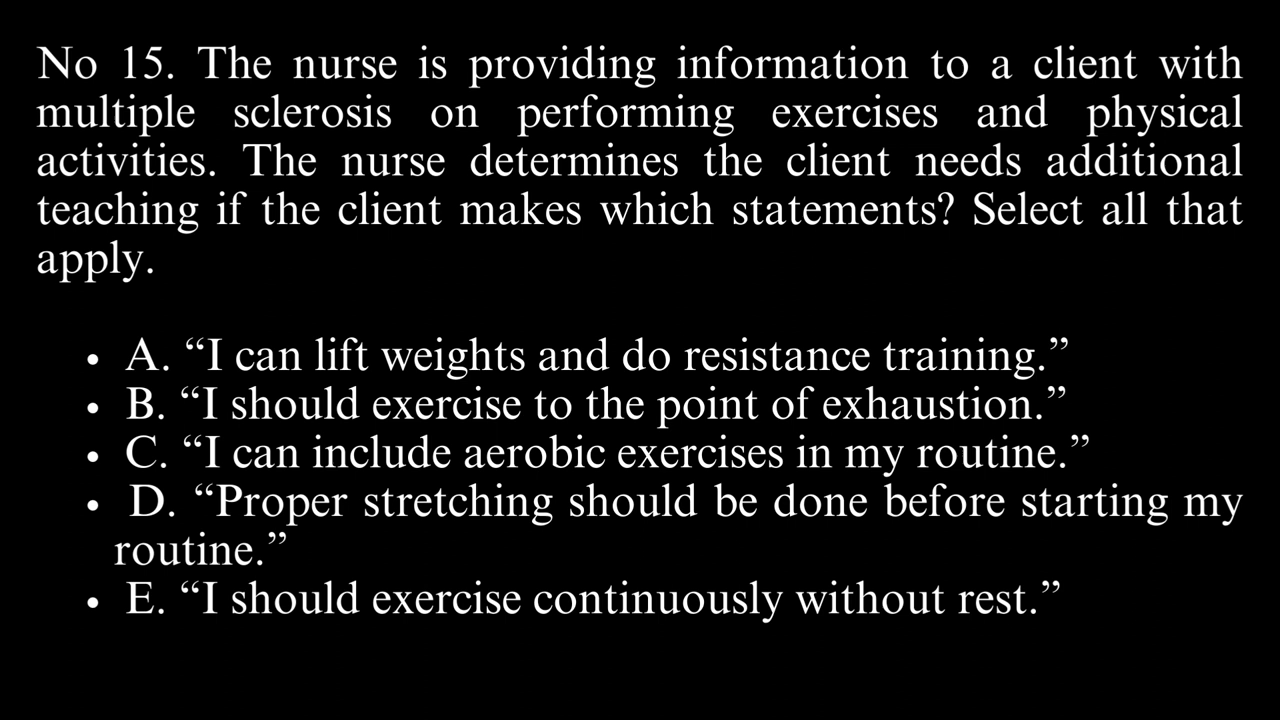 No 15. The nurse is providing information to a client with
multiple sclerosis on performing exercises and physical
activities. The nurse determines the client needs additional
teaching if the client makes which statements? Select all that
apply.
• A. “I can lift weights and do resistance training.”
• B. “I should exercise to the point of exhaustion.”
• C. “I can include aerobic exercises in my routine.”
• D. “Proper stretching should be done before starting my
routine.”
• E. “I should exercise continuously without rest.”